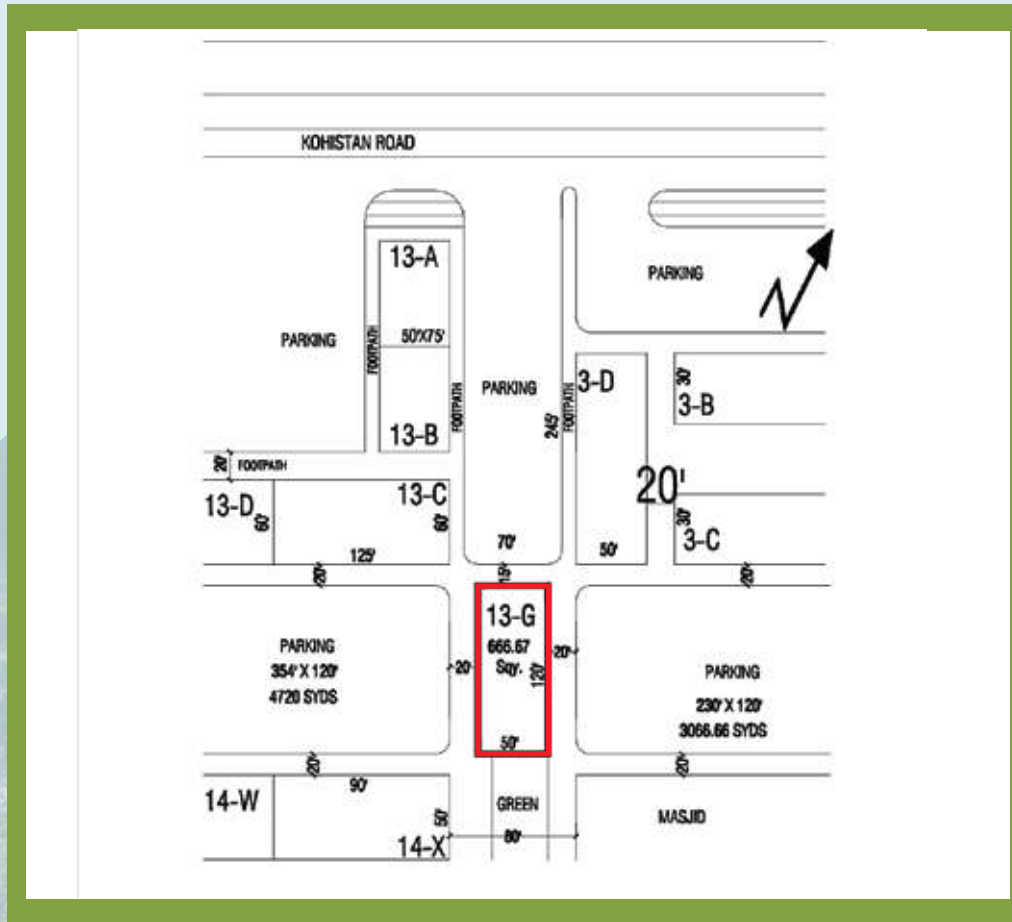 KOHISTAN ROAD
13-A
PARKING
N
PARKING
50'X75'
FOOTPATH
PARKING
FOOTPATH
245'
FOOTPATH
3-D
30'
3-B
13-B
20'
FOOTPATH
13-D
60'
13-C
60'
20'
30'
3-C
125'
70'
50'
20'
15'
20'
13-G
666.67
Sqy.
120'
20'
20'
50'
PARKING
354' X 120'
4720 SYDS
PARKING
230' X 120'
3066.66 SYDS
20'
20'
90'
14-W
50'
14-X
GREEN
80'
MASJID